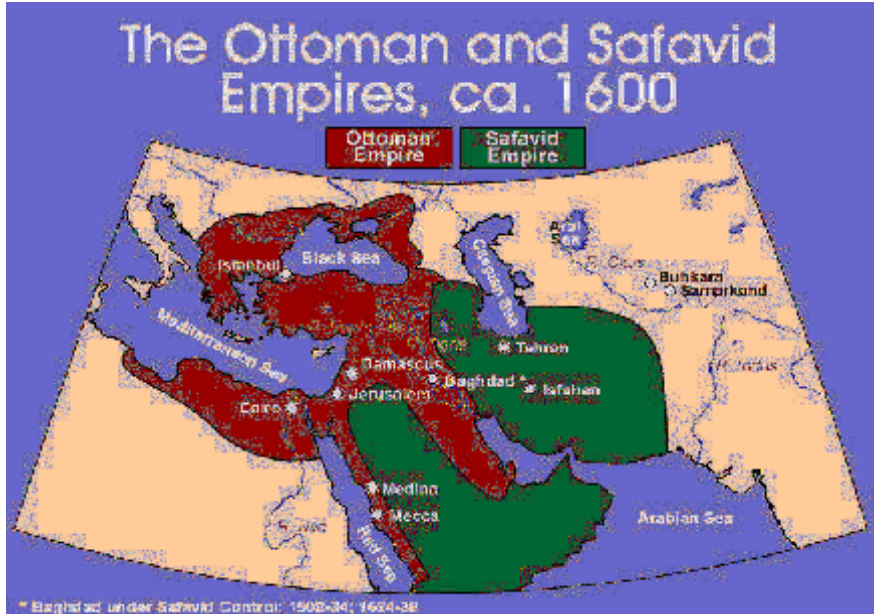 The Ottoman and Safavid
Empires, ca. 1600
Ottoman
Empire
Safavid
Empire
Aral
Sea
Black Sea
Caspian Sea
Istanbul
Buhkara
Samarkand
Mediterranean Sea
Tehran
Damascus
Baghdad *
Isfahan
Jerusalem
Cairo
Medina
Mecca
Red Sea
Arabian Sea
* Baghdad under Safavid Control: 1508-34; 1624-38